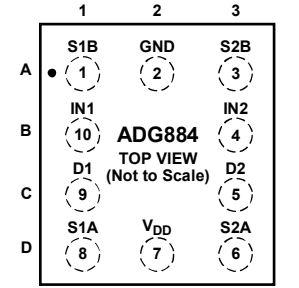 1 2 3
A
S1B GND S2B
1 2 3
B
IN1 IN2
10 ADG884 4
TOP VIEW
(Not to Scale)
C
D1 D2
9 5
D
S1A VDD S2A
8 7 6